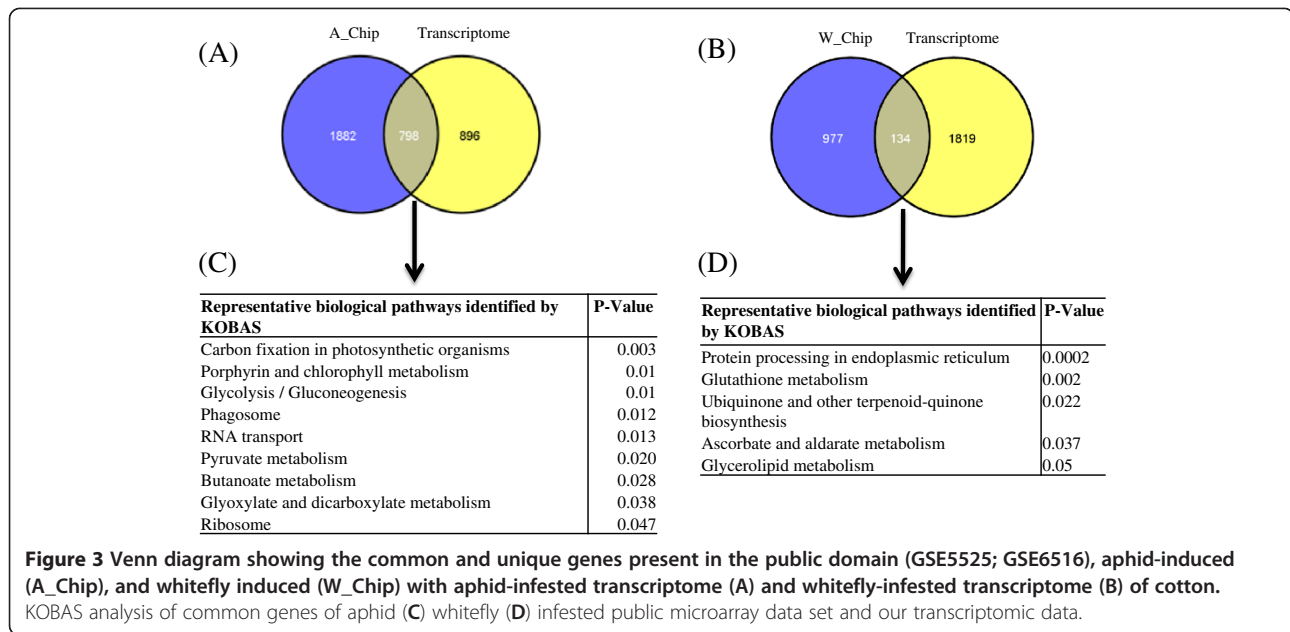 (A)
A_Chip Transcriptome
1882 798 896
(B)
W_Chip Transcriptome
977 134 1819
(C)
Representative biological pathways identified by KOBAS P-Value
Carbon fixation in photosynthetic organisms 0.003
Porphyrin and chlorophyll metabolism 0.01
Glycolysis / Gluconeogenesis 0.01
Phagosome 0.012
RNA transport 0.013
Pyruvate metabolism 0.020
Butanoate metabolism 0.028
Glyoxylate and dicarboxylate metabolism 0.038
Ribosome 0.047
(D)
Representative biological pathways identified by KOBAS P-Value
Protein processing in endoplasmic reticulum 0.0002
Glutathione metabolism 0.002
Ubiquinone and other terpenoid-quinone biosynthesis 0.022
Ascorbate and aldarate metabolism 0.037
Glycerolipid metabolism 0.05
Figure 3 Venn diagram showing the common and unique genes present in the public domain (GSE5525; GSE6516), aphid-induced
(A_Chip), and whitefly induced (W_Chip) with aphid-infested transcriptome (A) and whitefly-infested transcriptome (B) of cotton.
KOBAS analysis of common genes of aphid (C) whitefly (D) infested public microarray data set and our transcriptomic data.